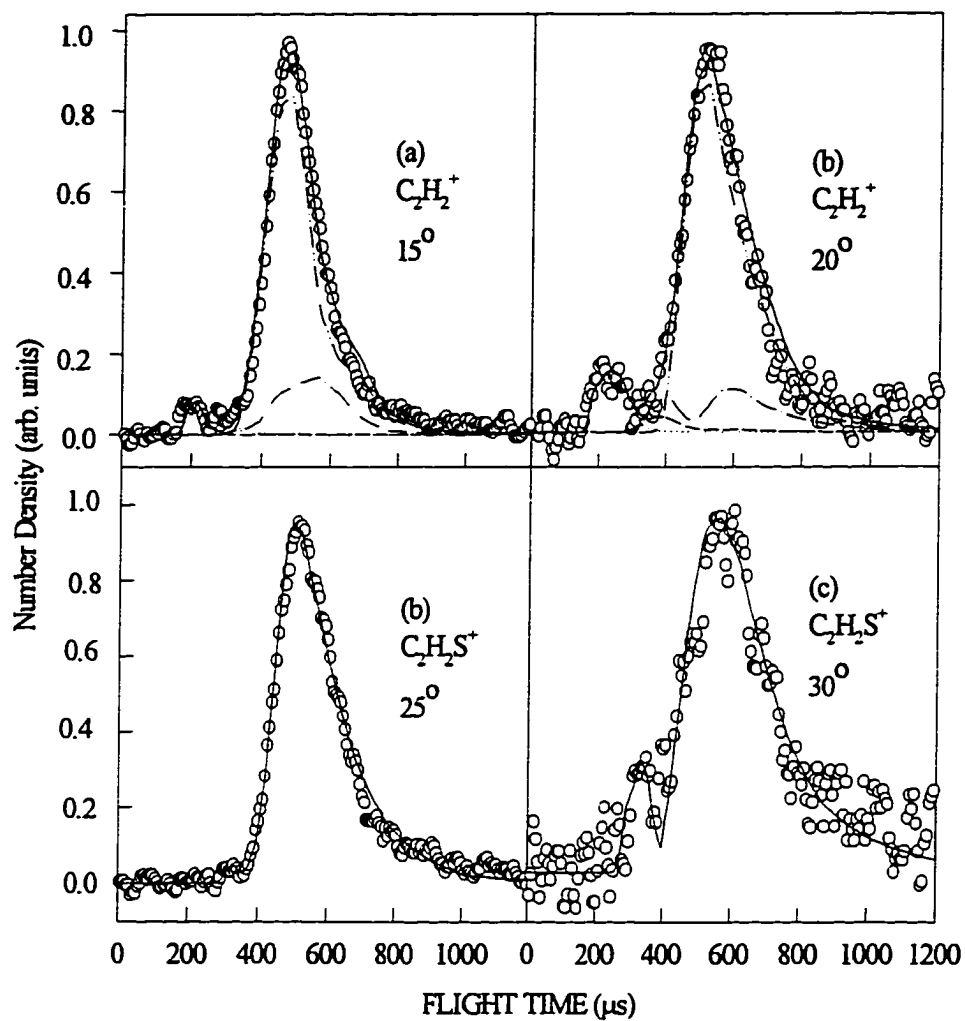 Number Density (arb. units)
1.0
0.8
0.6
0.4
0.2
0.0
(a)
C₂H₂⁺
15°
(b)
C₂H₂⁺
20°
1.0
0.8
0.6
0.4
0.2
0.0
(b)
C₂H₂S⁺
25°
(c)
C₂H₂S⁺
30°
0 200 400 600 800 1000 0 200 400 600 800 1000 1200
FLIGHT TIME (μs)